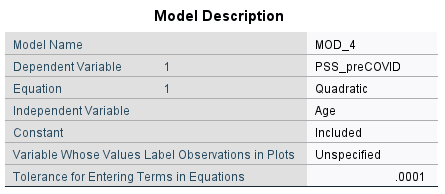 Model Description
Model Name MOD_4
Dependent Variable 1 PSS_preCOVID
Equation 1 Quadratic
Independent Variable Age
Constant Included
Variable Whose Values Label Observations in Plots Unspecified
Tolerance for Entering Terms in Equations .0001